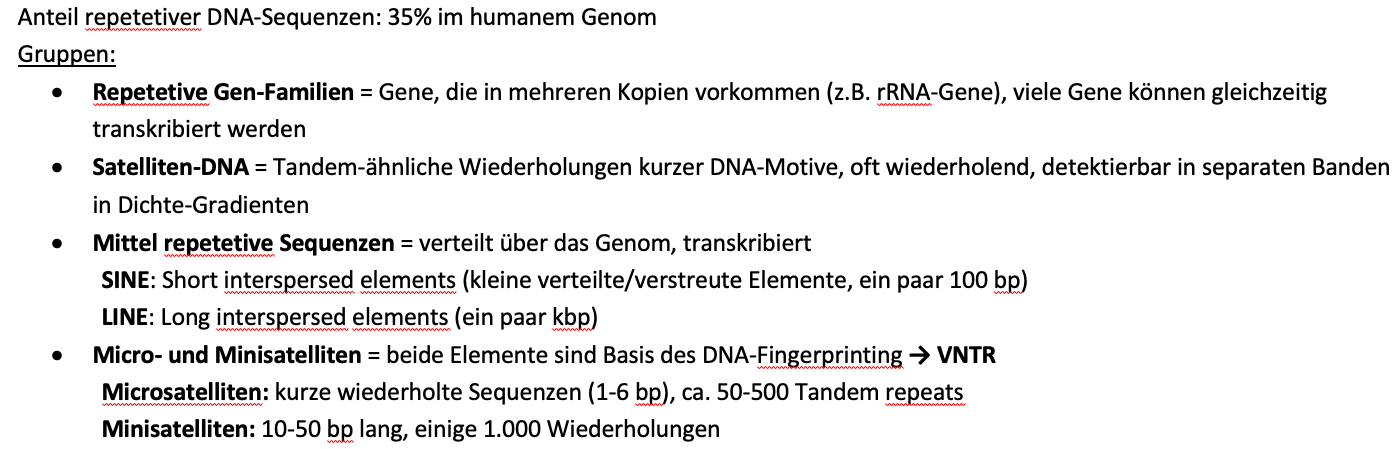 Anteil repetetiver DNA-Sequenzen: 35% im humanem Genom
Gruppen:
• Repetetive Gen-Familien = Gene, die in mehreren Kopien vorkommen (z.B. rRNA-Gene), viele Gene können gleichzeitig
transkribiert werden
• Satelliten-DNA = Tandem-ähnliche Wiederholungen kurzer DNA-Motive, oft wiederholend, detektierbar in separaten Banden
in Dichte-Gradienten
• Mittel repetetive Sequenzen = verteilt über das Genom, transkribiert
SINE: Short interspersed elements (kleine verteilte/verstreute Elemente, ein paar 100 bp)
LINE: Long interspersed elements (ein paar kbp)
• Micro- und Minisatelliten = beide Elemente sind Basis des DNA-Fingerprinting → VNTR
Microsatelliten: kurze wiederholte Sequenzen (1-6 bp), ca. 50-500 Tandem repeats
Minisatelliten: 10-50 bp lang, einige 1.000 Wiederholungen